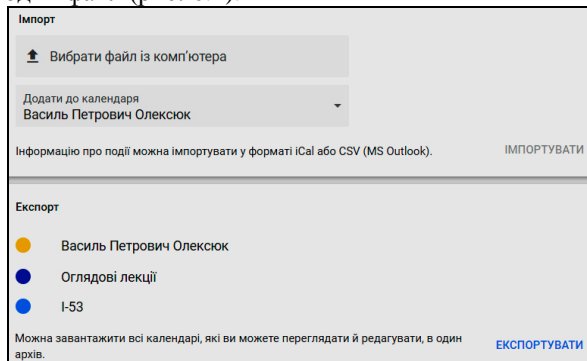 Імпорт
Вибрати файл із комп’ютера
Додати до календаря
Василь Петрович Олексюк
Інформацію про події можна імпортувати у форматі iCal або CSV (MS Outlook).
ІМПОРТУВАТИ
Експорт
Василь Петрович Олексюк
Оглядові лекції
І-53
Можна завантажити всі календарі, які ви можете переглядати й редагувати, в один
архів.
ЕКСПОРТУВАТИ